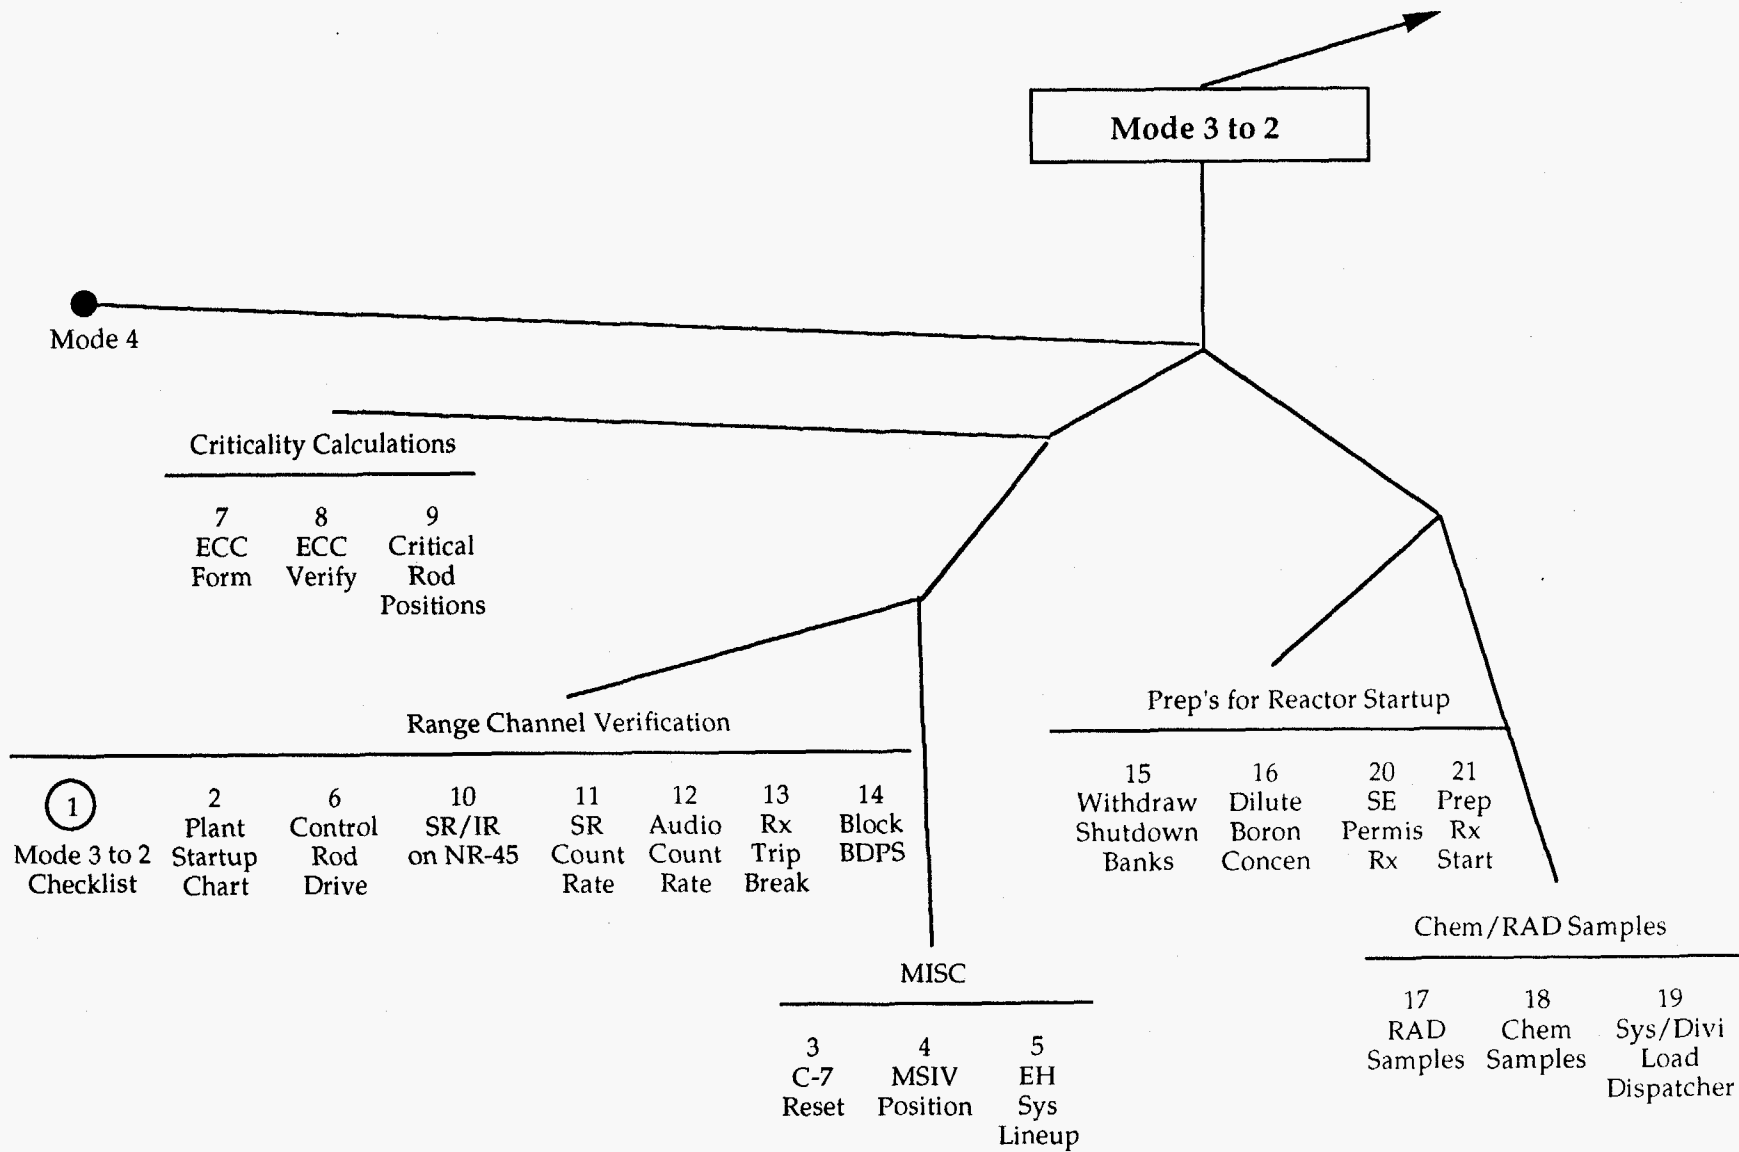 Mode 3 to 2
Mode 4
Criticality Calculations
7
ECC
Form
8
ECC
Verify
9
Critical
Rod
Positions
Range Channel Verification
1
Mode 3 to 2
Checklist
2
Plant
Startup
Chart
6
Control
Rod
Drive
10
SR/IR
on NR-45
11
SR
Count
Rate
12
Audio
Count
Rate
13
Rx
Trip
Break
14
Block
BDPS
MISC
3
C-7
Reset
4
MSIV
Position
5
EH
Sys
Lineup
Prep's for Reactor Startup
15
Withdraw
Shutdown
Banks
16
Dilute
Boron
Concen
20
SE
Permis
Rx
21
Prep
Rx
Start
Chem/RAD Samples
17
RAD
Samples
18
Chem
Samples
19
Sys/Divi
Load
Dispatcher